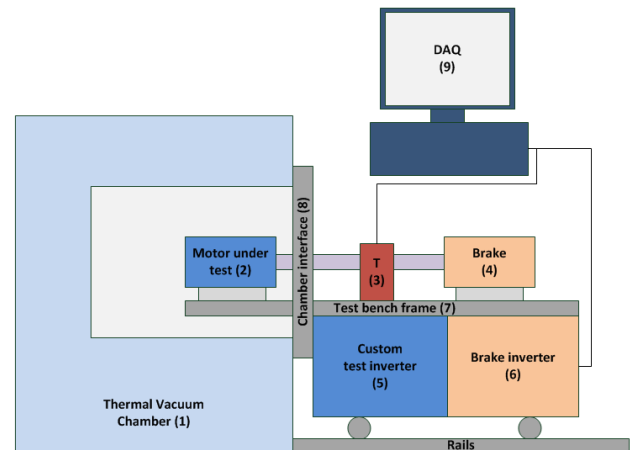 DAQ
(9)
Chamber interface (8)
Motor under
test (2)
T
(3)
Brake
(4)
Test bench frame (7)
Custom
test inverter
(5)
Brake inverter
(6)
Thermal Vacuum
Chamber (1)
Rails